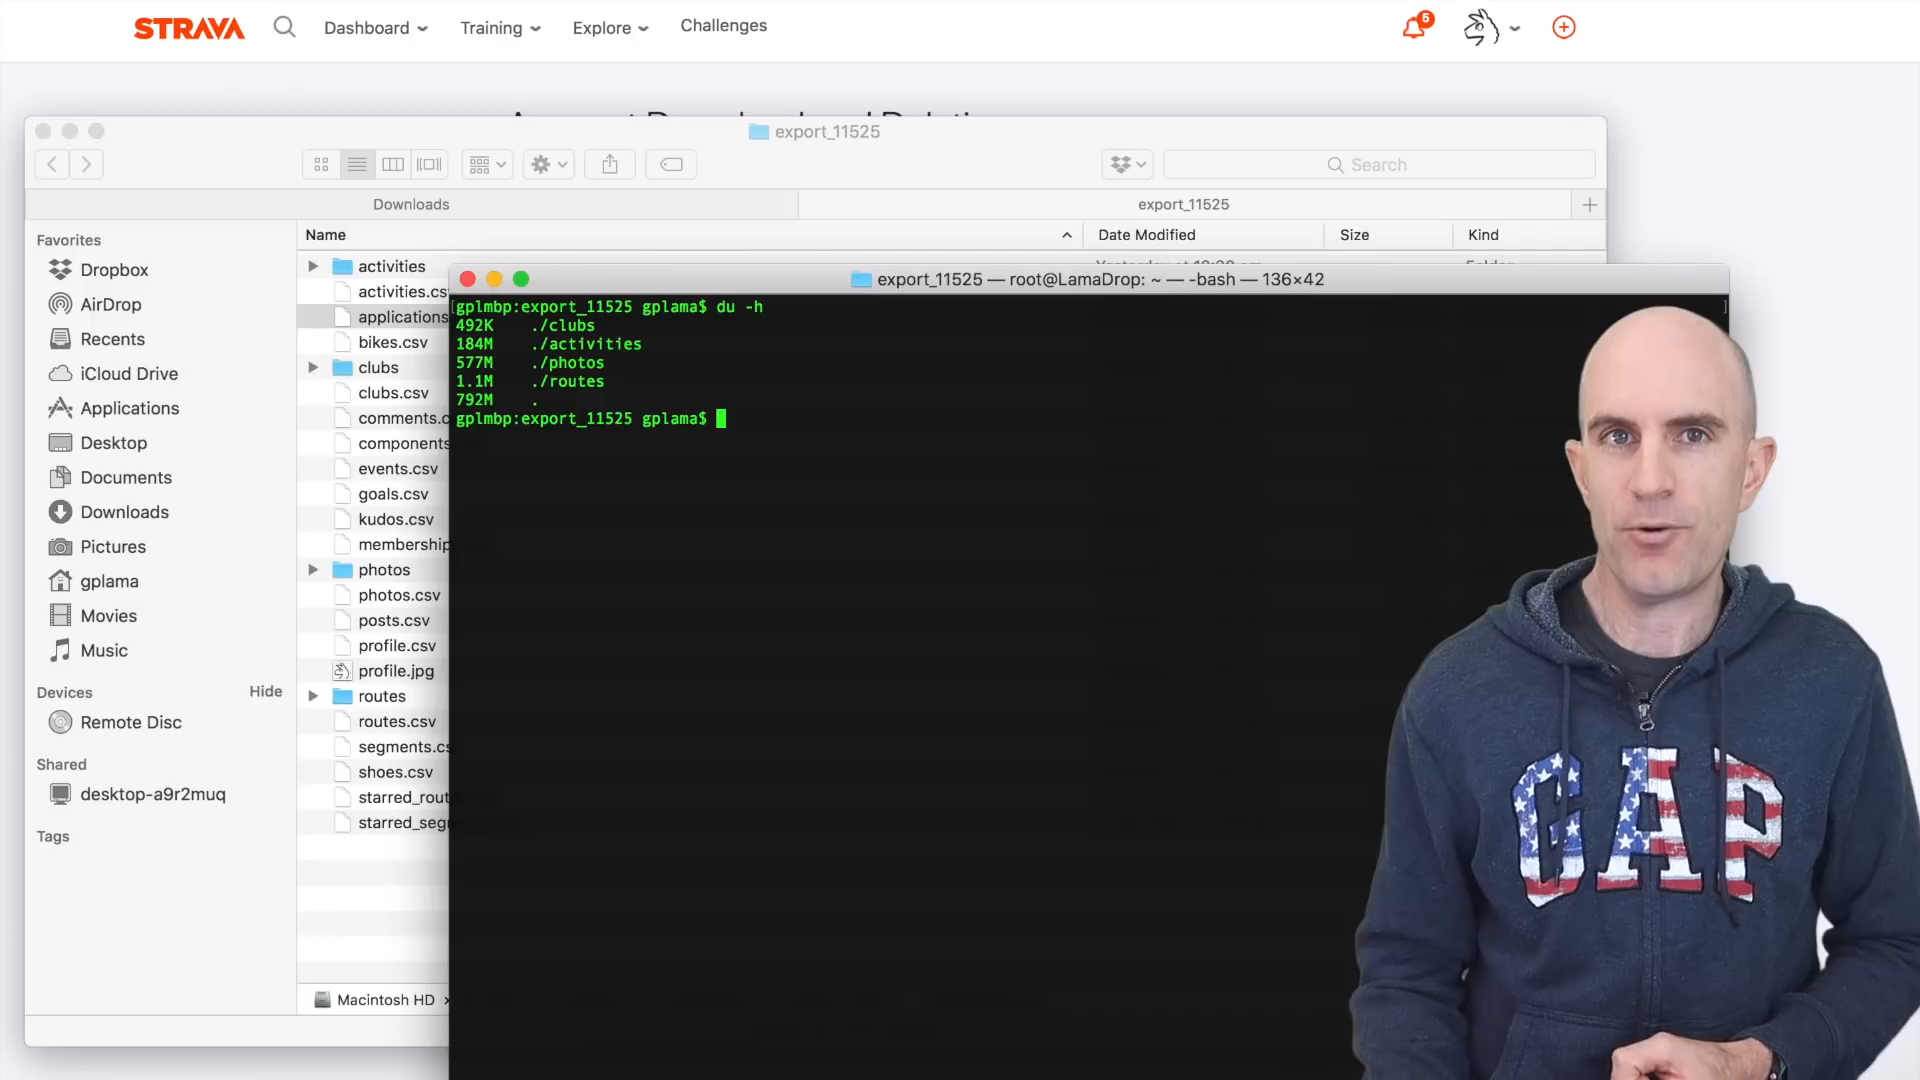 STRAVA
Dashboard
Training
Explore
Challenges
5
export_11525
Search
Downloads
export_11525
Name
Date Modified
Size
Kind
Favorites
Dropbox
AirDrop
Recents
iCloud Drive
Applications
Desktop
Documents
Downloads
Pictures
gplama
Movies
Music
Devices
Hide
Remote Disc
Shared
desktop-a9r2muq
Tags
activities
activities.cs
applications
bikes.csv
clubs
clubs.csv
comments.c
components
events.csv
goals.csv
kudos.csv
membership
photos
photos.csv
posts.csv
profile.csv
profile.jpg
routes
routes.csv
segments.cs
shoes.csv
starred_rout
starred_seg
Macintosh HD
export_11525 — root@LamaDrop: ~ — -bash — 136×42
gplmbp:export_11525 gplama$ du -h
492K ./clubs
184M ./activities
577M ./photos
1.1M ./routes
792M .
gplmbp:export_11525 gplama$
GAP